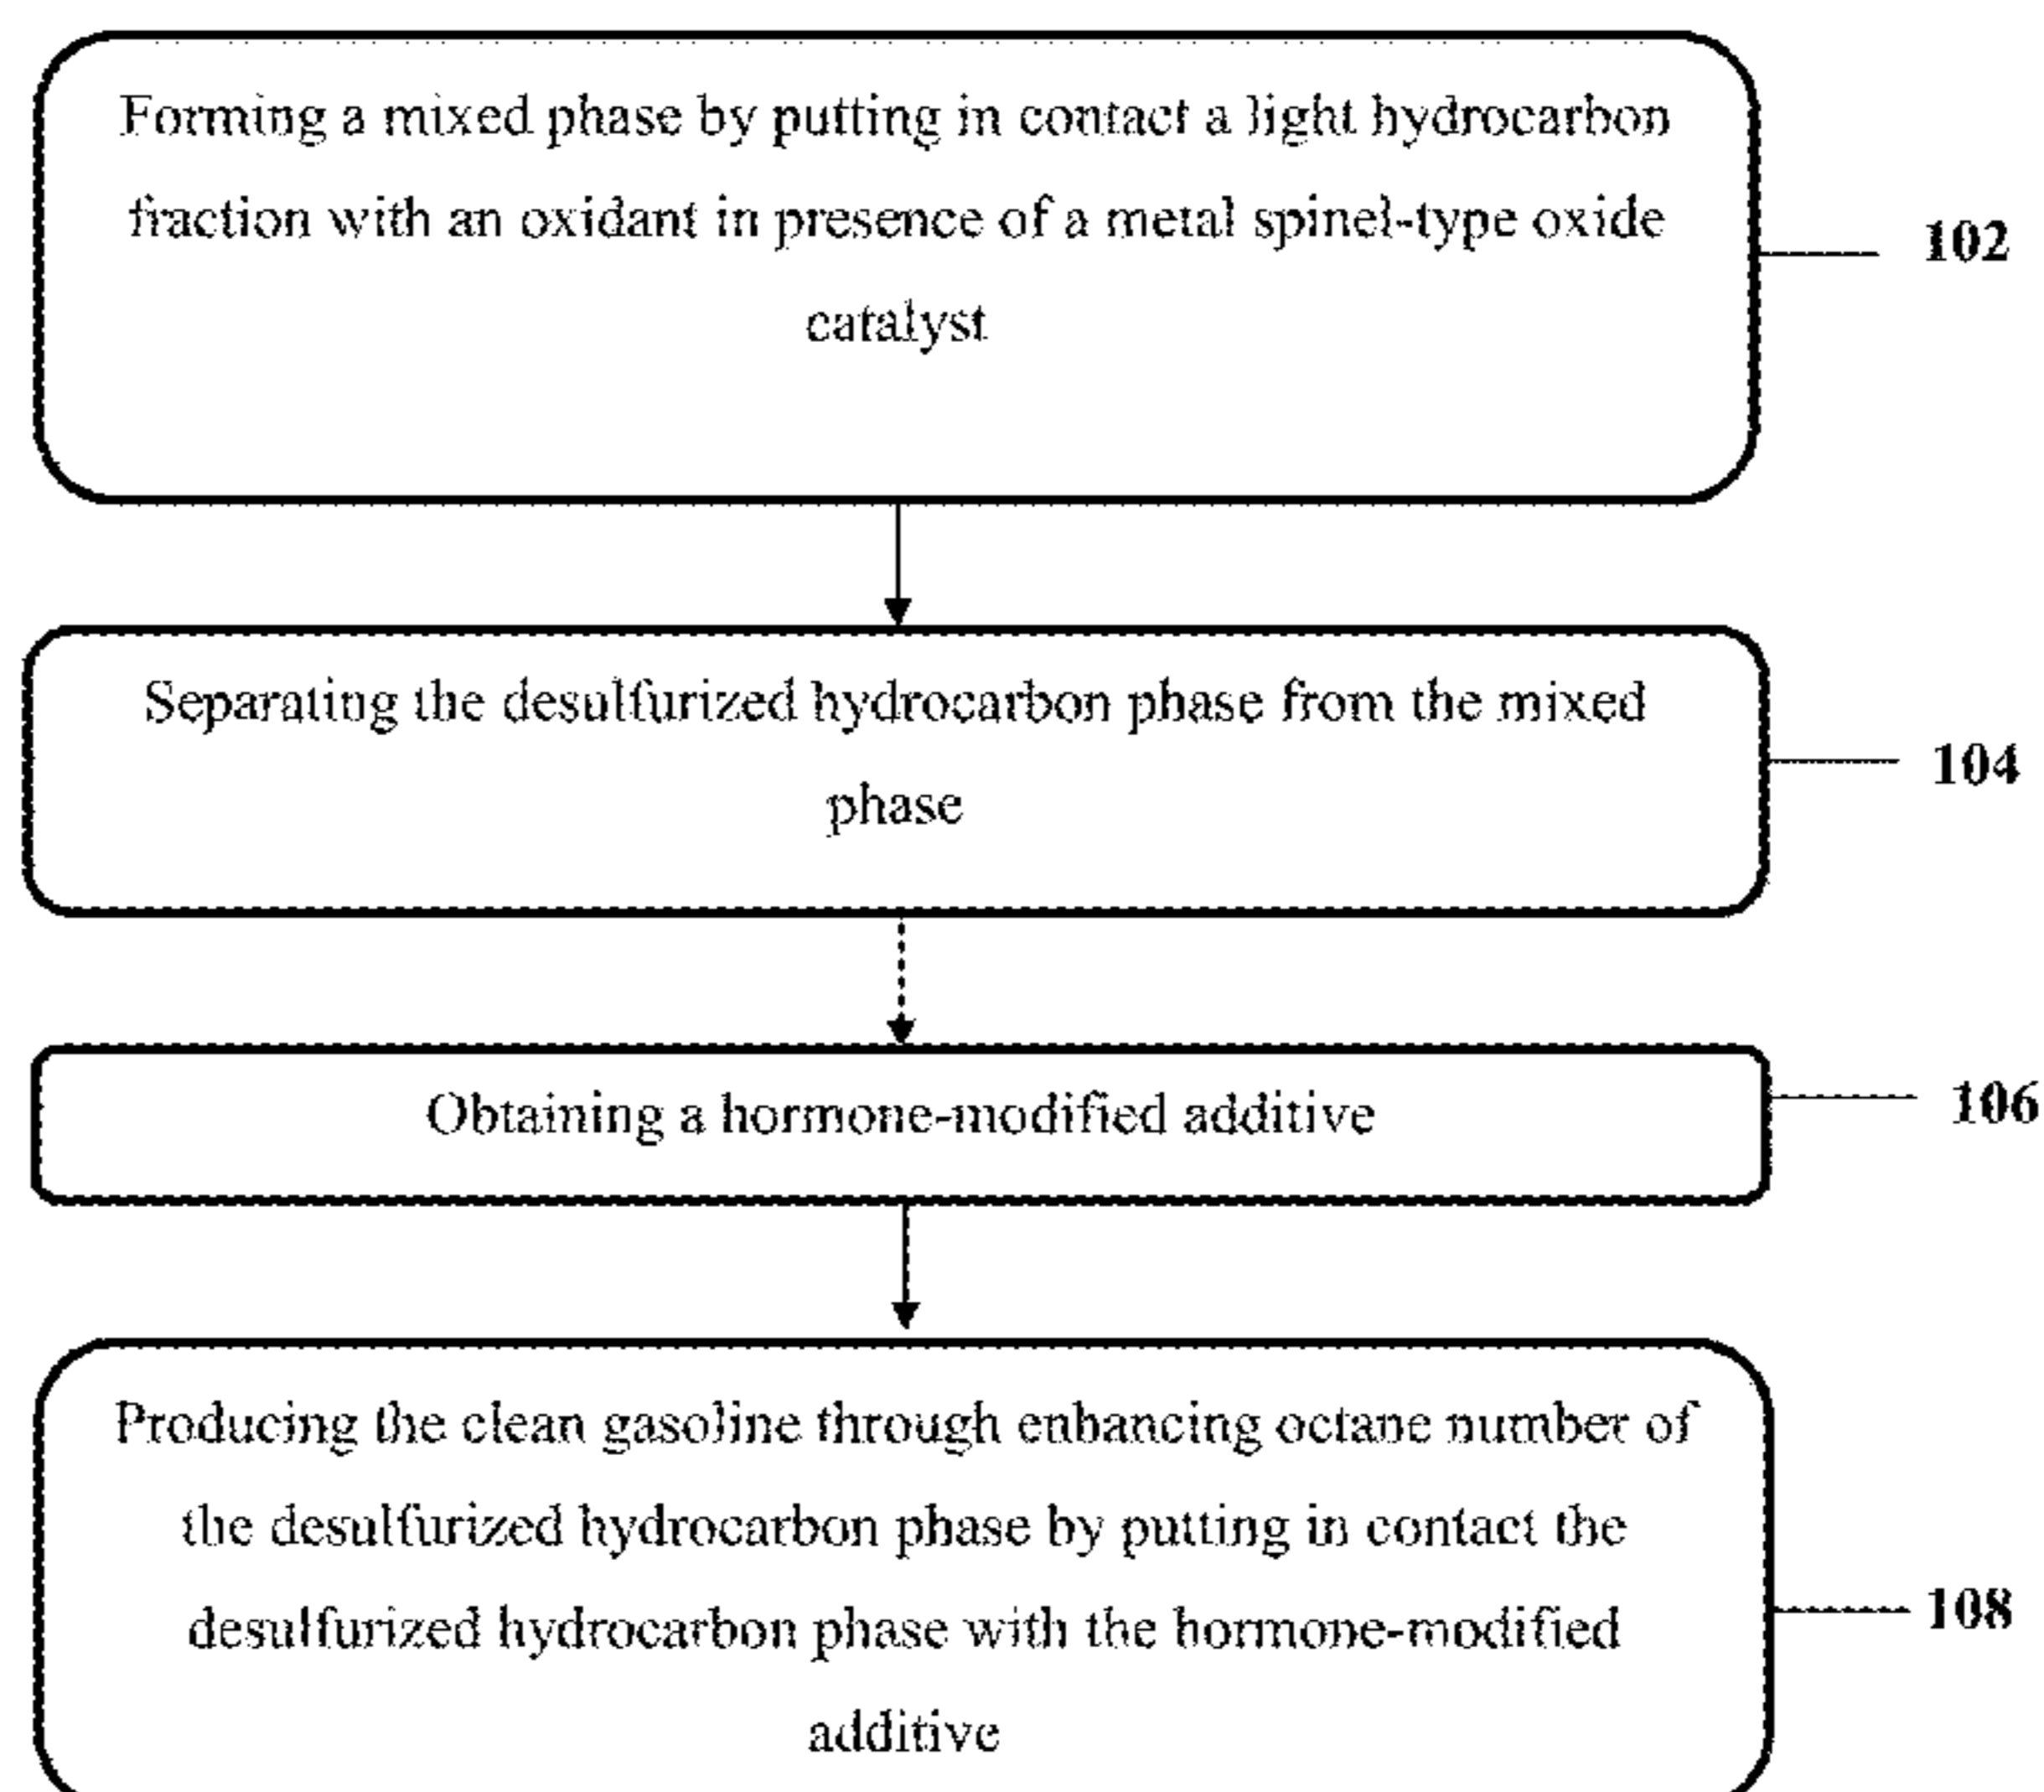 Forming a mixed phase by putting in contact a light hydrocarbon
fraction with an oxidant in presence of a metal spinel-type oxide
catalyst
102
Separating the desulfurized hydrocarbon phase from the mixed
phase
104
Obtaining a hormone-modified additive
106
Producing the clean gasoline through enhancing octane number of
the desulfurized hydrocarbon phase by putting in contact the
desulfurized hydrocarbon phase with the hormone-modified
additive
108